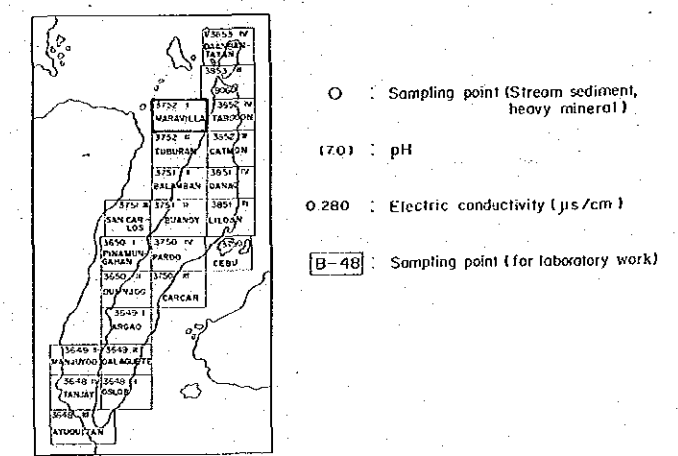 3853 IV
DAANBAN-
TAYAN
3853 III
BOGO
3752 I
3852 IV
MARAVILLA
TABOGON
3752 II
3852 III
TUBURAN
CATMON
3751 I
3851 IV
BALAMBAN
DANAO
3751 III
3751 II
3851 III
SAN CAR-
LOS
BUANOY
LILOAN
3650 I
3750 IV
3750 I
PINAMUN-
GAHAN
PARDO
CEBU
3650 II
3750 III
DUMNJOG
CARCAR
3649 I
ARGAO
3649 III
3649 II
MANJUYOD
DALAGUETE
3648 IV
3648 I
TANJAY
OSLOB
3648 III
AYUQUITAN
O : Sampling point (Stream sediment,
heavy mineral)
(7.0) : pH
0.280 : Electric conductivity (μs/cm)
B-48 : Sampling point (for laboratory work)